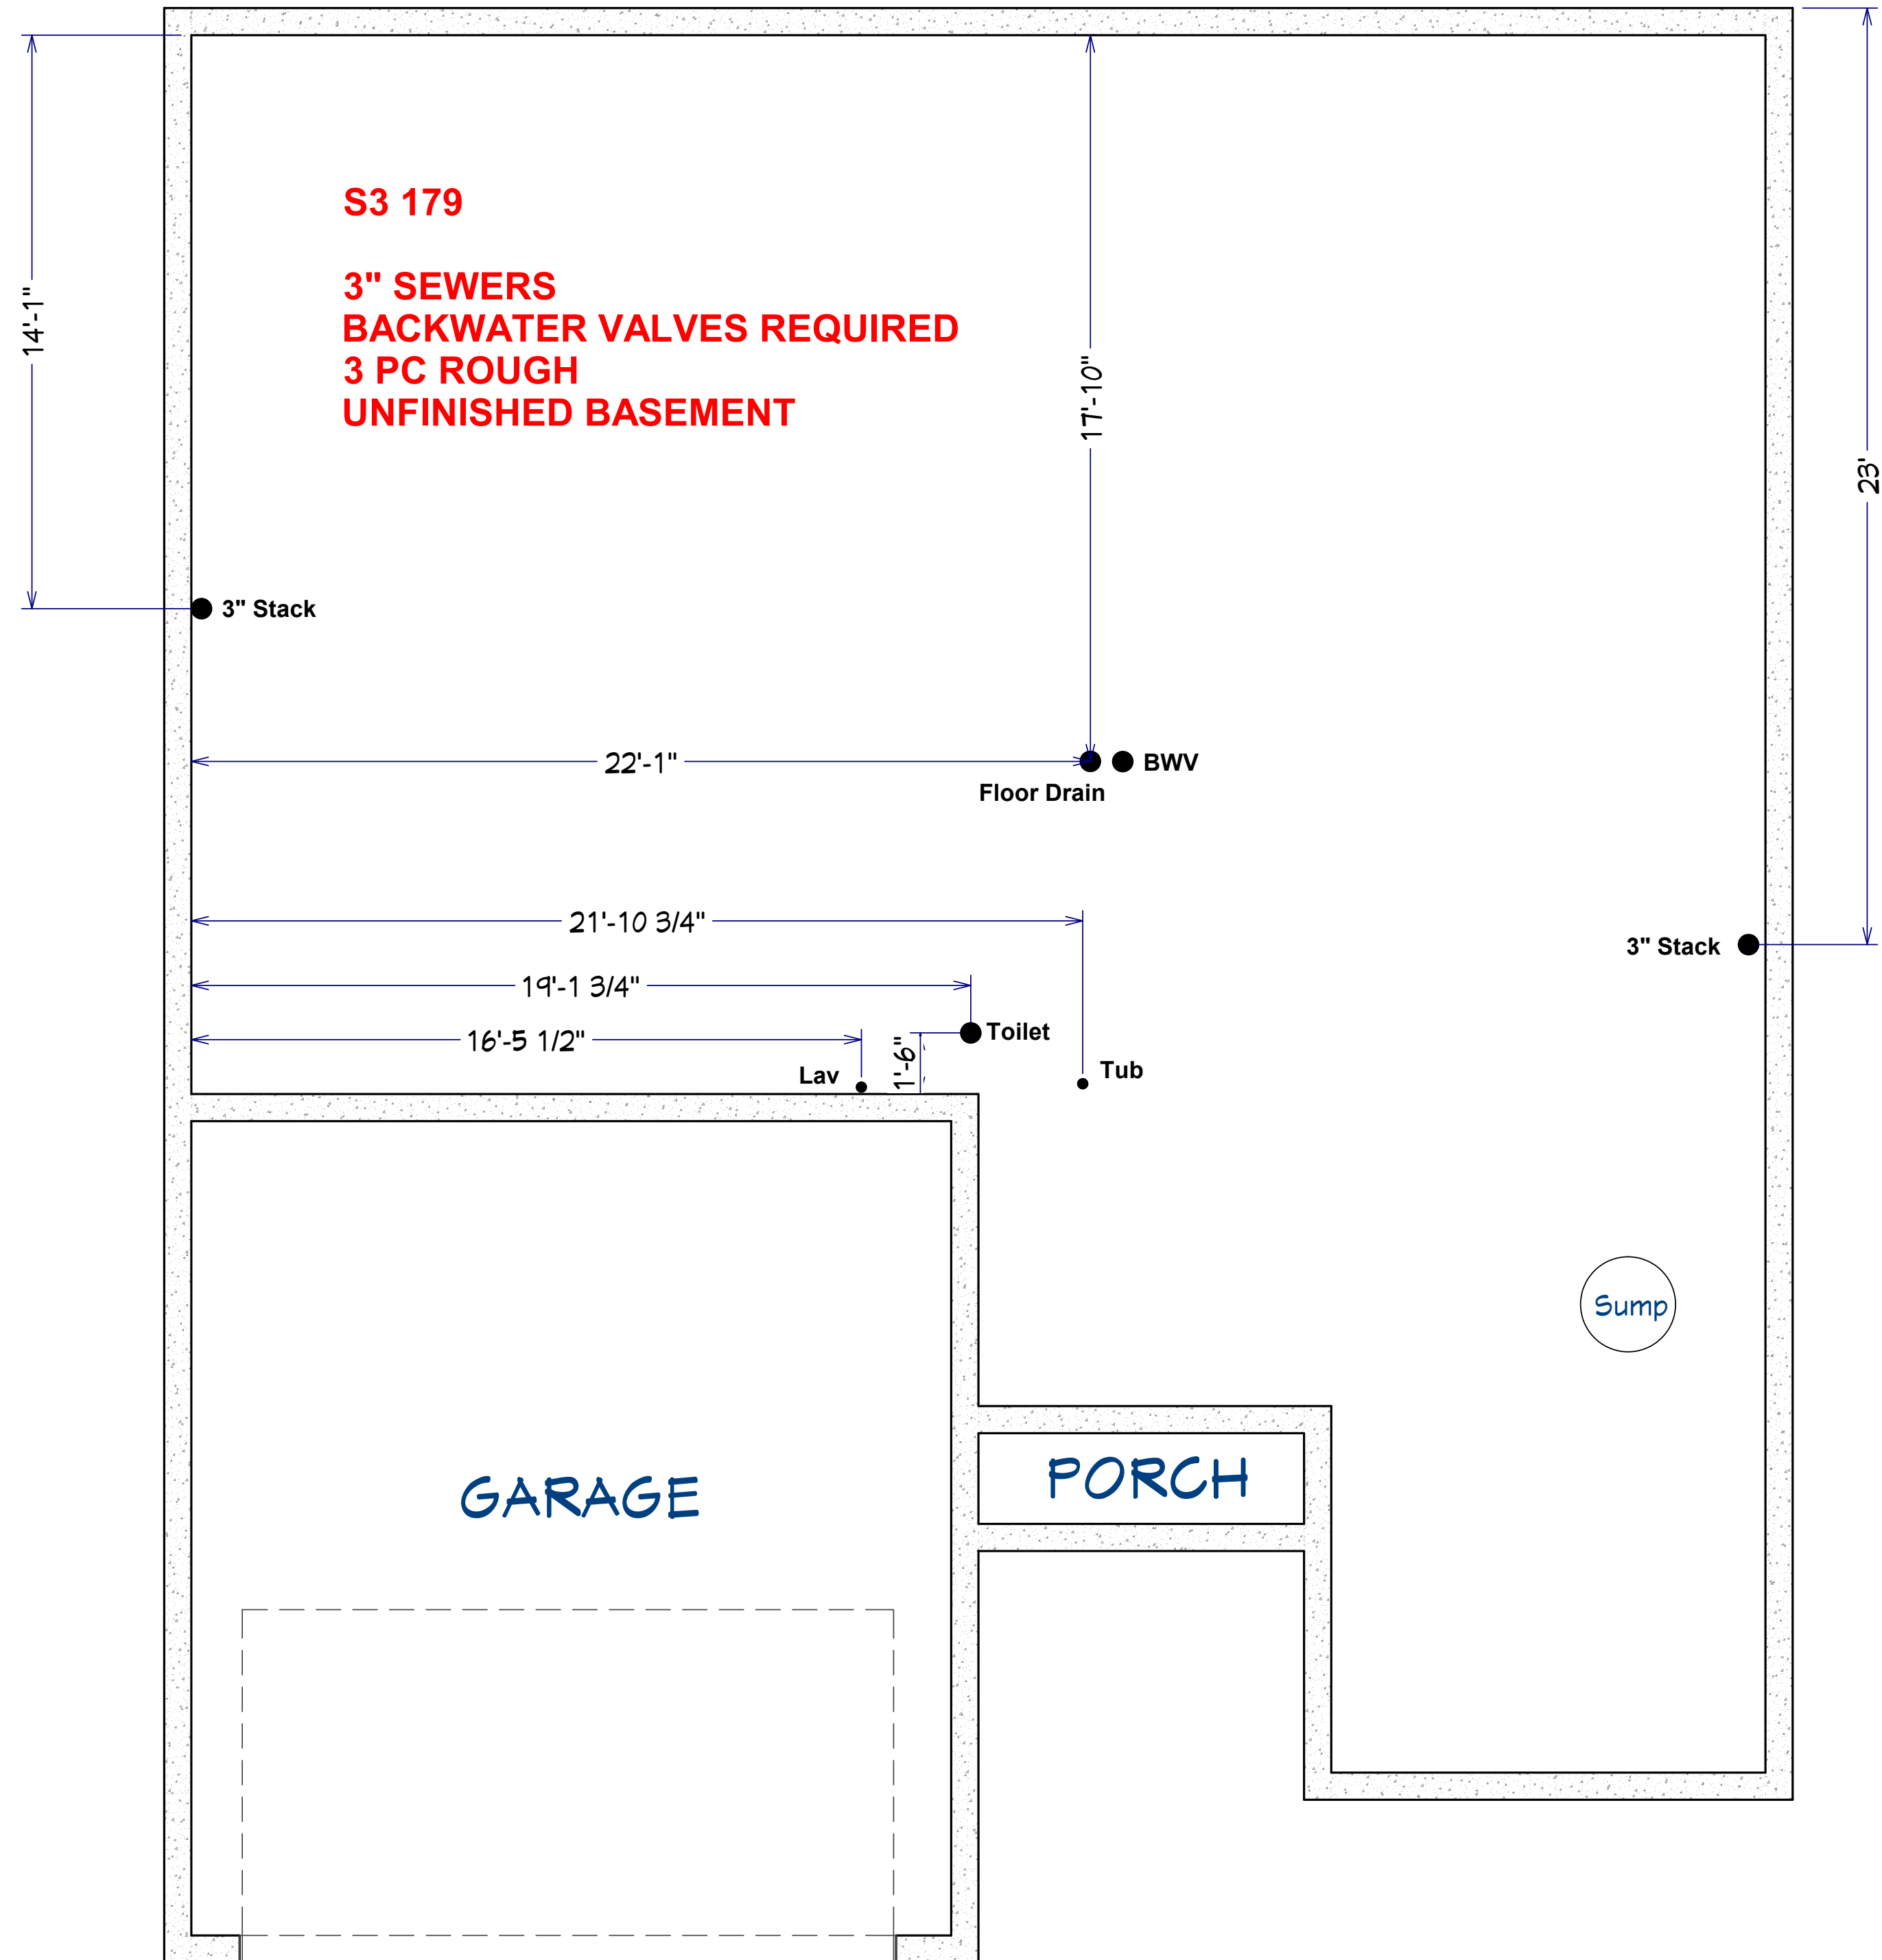 S3 179
3" SEWERS
BACKWATER VALVES REQUIRED
3 PC ROUGH
UNFINISHED BASEMENT
14'-1"
17'-10"
23'
3" Stack
22'-1"
BWV
Floor Drain
21'-10 3/4"
3" Stack
19'-1 3/4"
16'-5 1/2"
1'-6"
Toilet
Lav
Tub
Sump
GARAGE
PORCH